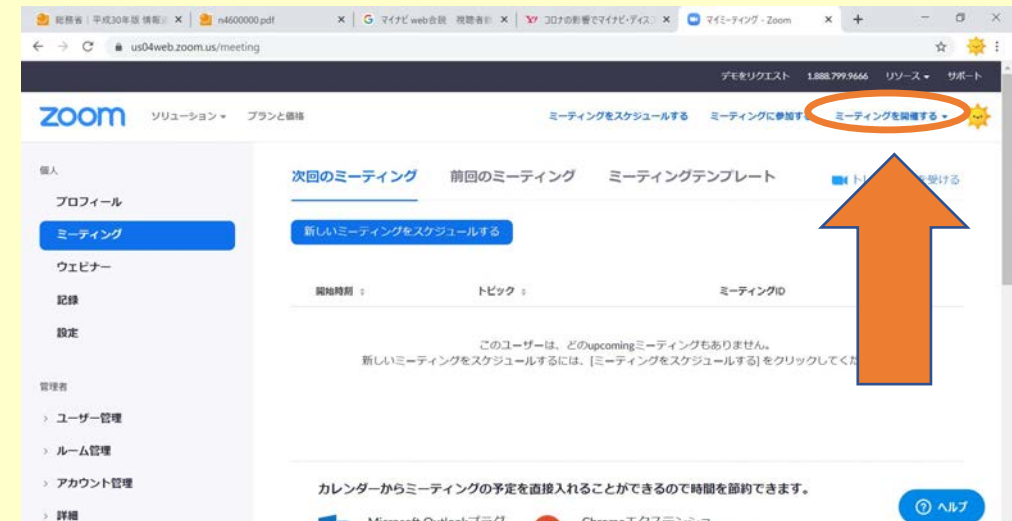 総務省 | 平成30年版 情報
n4600000.pdf
マイナビ web合説 視聴者
コロナの影響でマイナビ・ディス
マイミーティング - Zoom
us04web.zoom.us/meeting
デモをリクエスト 1.888.799.9666 リソース サポート
zoom ソリューション プランと価格 ミーティングをスケジュールする ミーティングに参加す ミーティングを開催する
個人
次回のミーティング 前回のミーティング ミーティングテンプレート を受ける
プロフィール
ミーティング
新しいミーティングをスケジュールする
ウェビナー
開始時刻 トピック ミーティングID
記録
設定
このユーザーは、どのupcomingミーティングもありません。
新しいミーティングをスケジュールするには、[ミーティングをスケジュールする] をクリックしてくだ
管理者
> ユーザー管理
> ルーム管理
> アカウント管理
カレンダーからミーティングの予定を直接入れることができるので時間を節約できます。
> 詳細
ヘルプ